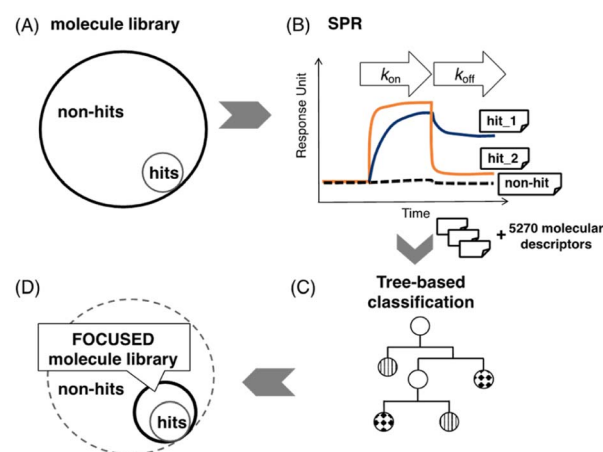 (A) molecule library
non-hits
hits
(B) SPR
kon
koff
Response Unit
hit_1
hit_2
non-hit
Time
+ 5270 molecular
descriptors
(C) Tree-based
classification
(D)
FOCUSED
molecule library
non-hits
hits